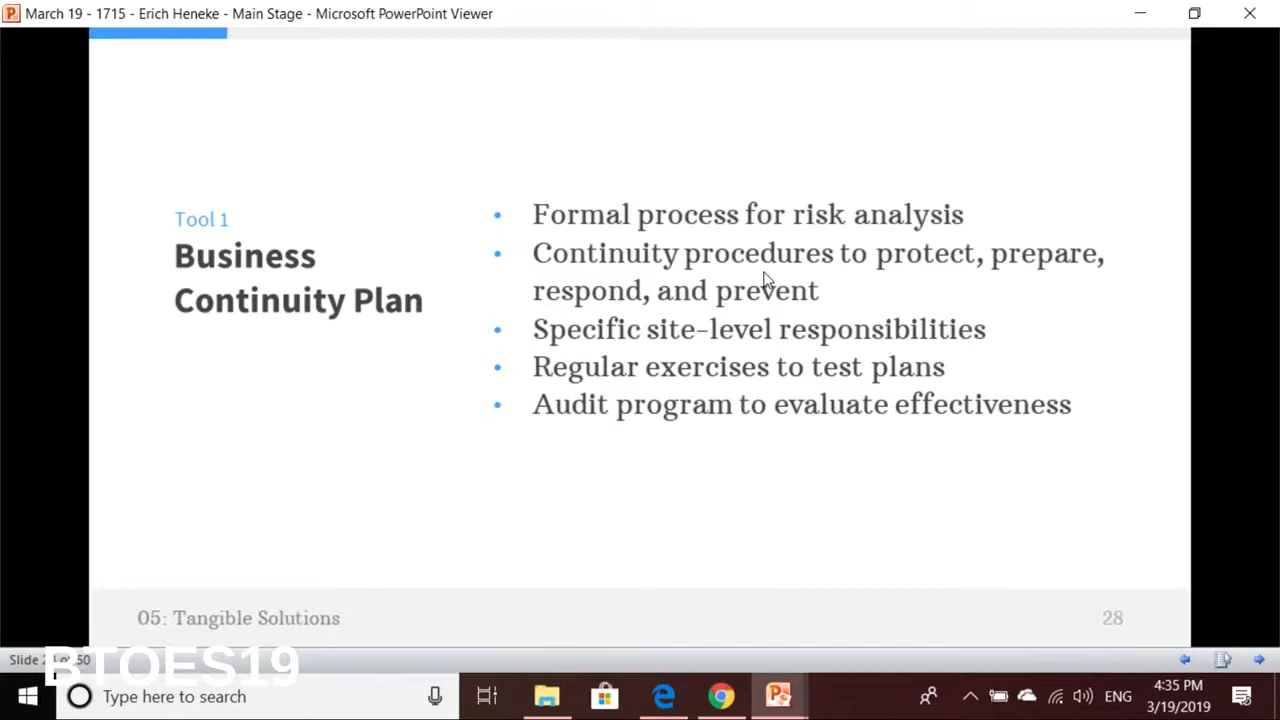 March 19 - 1715 - Erich Heneke - Main Stage - Microsoft PowerPoint Viewer
Tool 1
Business
Continuity Plan
• Formal process for risk analysis
• Continuity procedures to protect, prepare,
respond, and prevent
• Specific site-level responsibilities
• Regular exercises to test plans
• Audit program to evaluate effectiveness
05: Tangible Solutions
28
Slide of 50
BTOES19
Type here to search
ENG
4:35 PM
3/19/2019